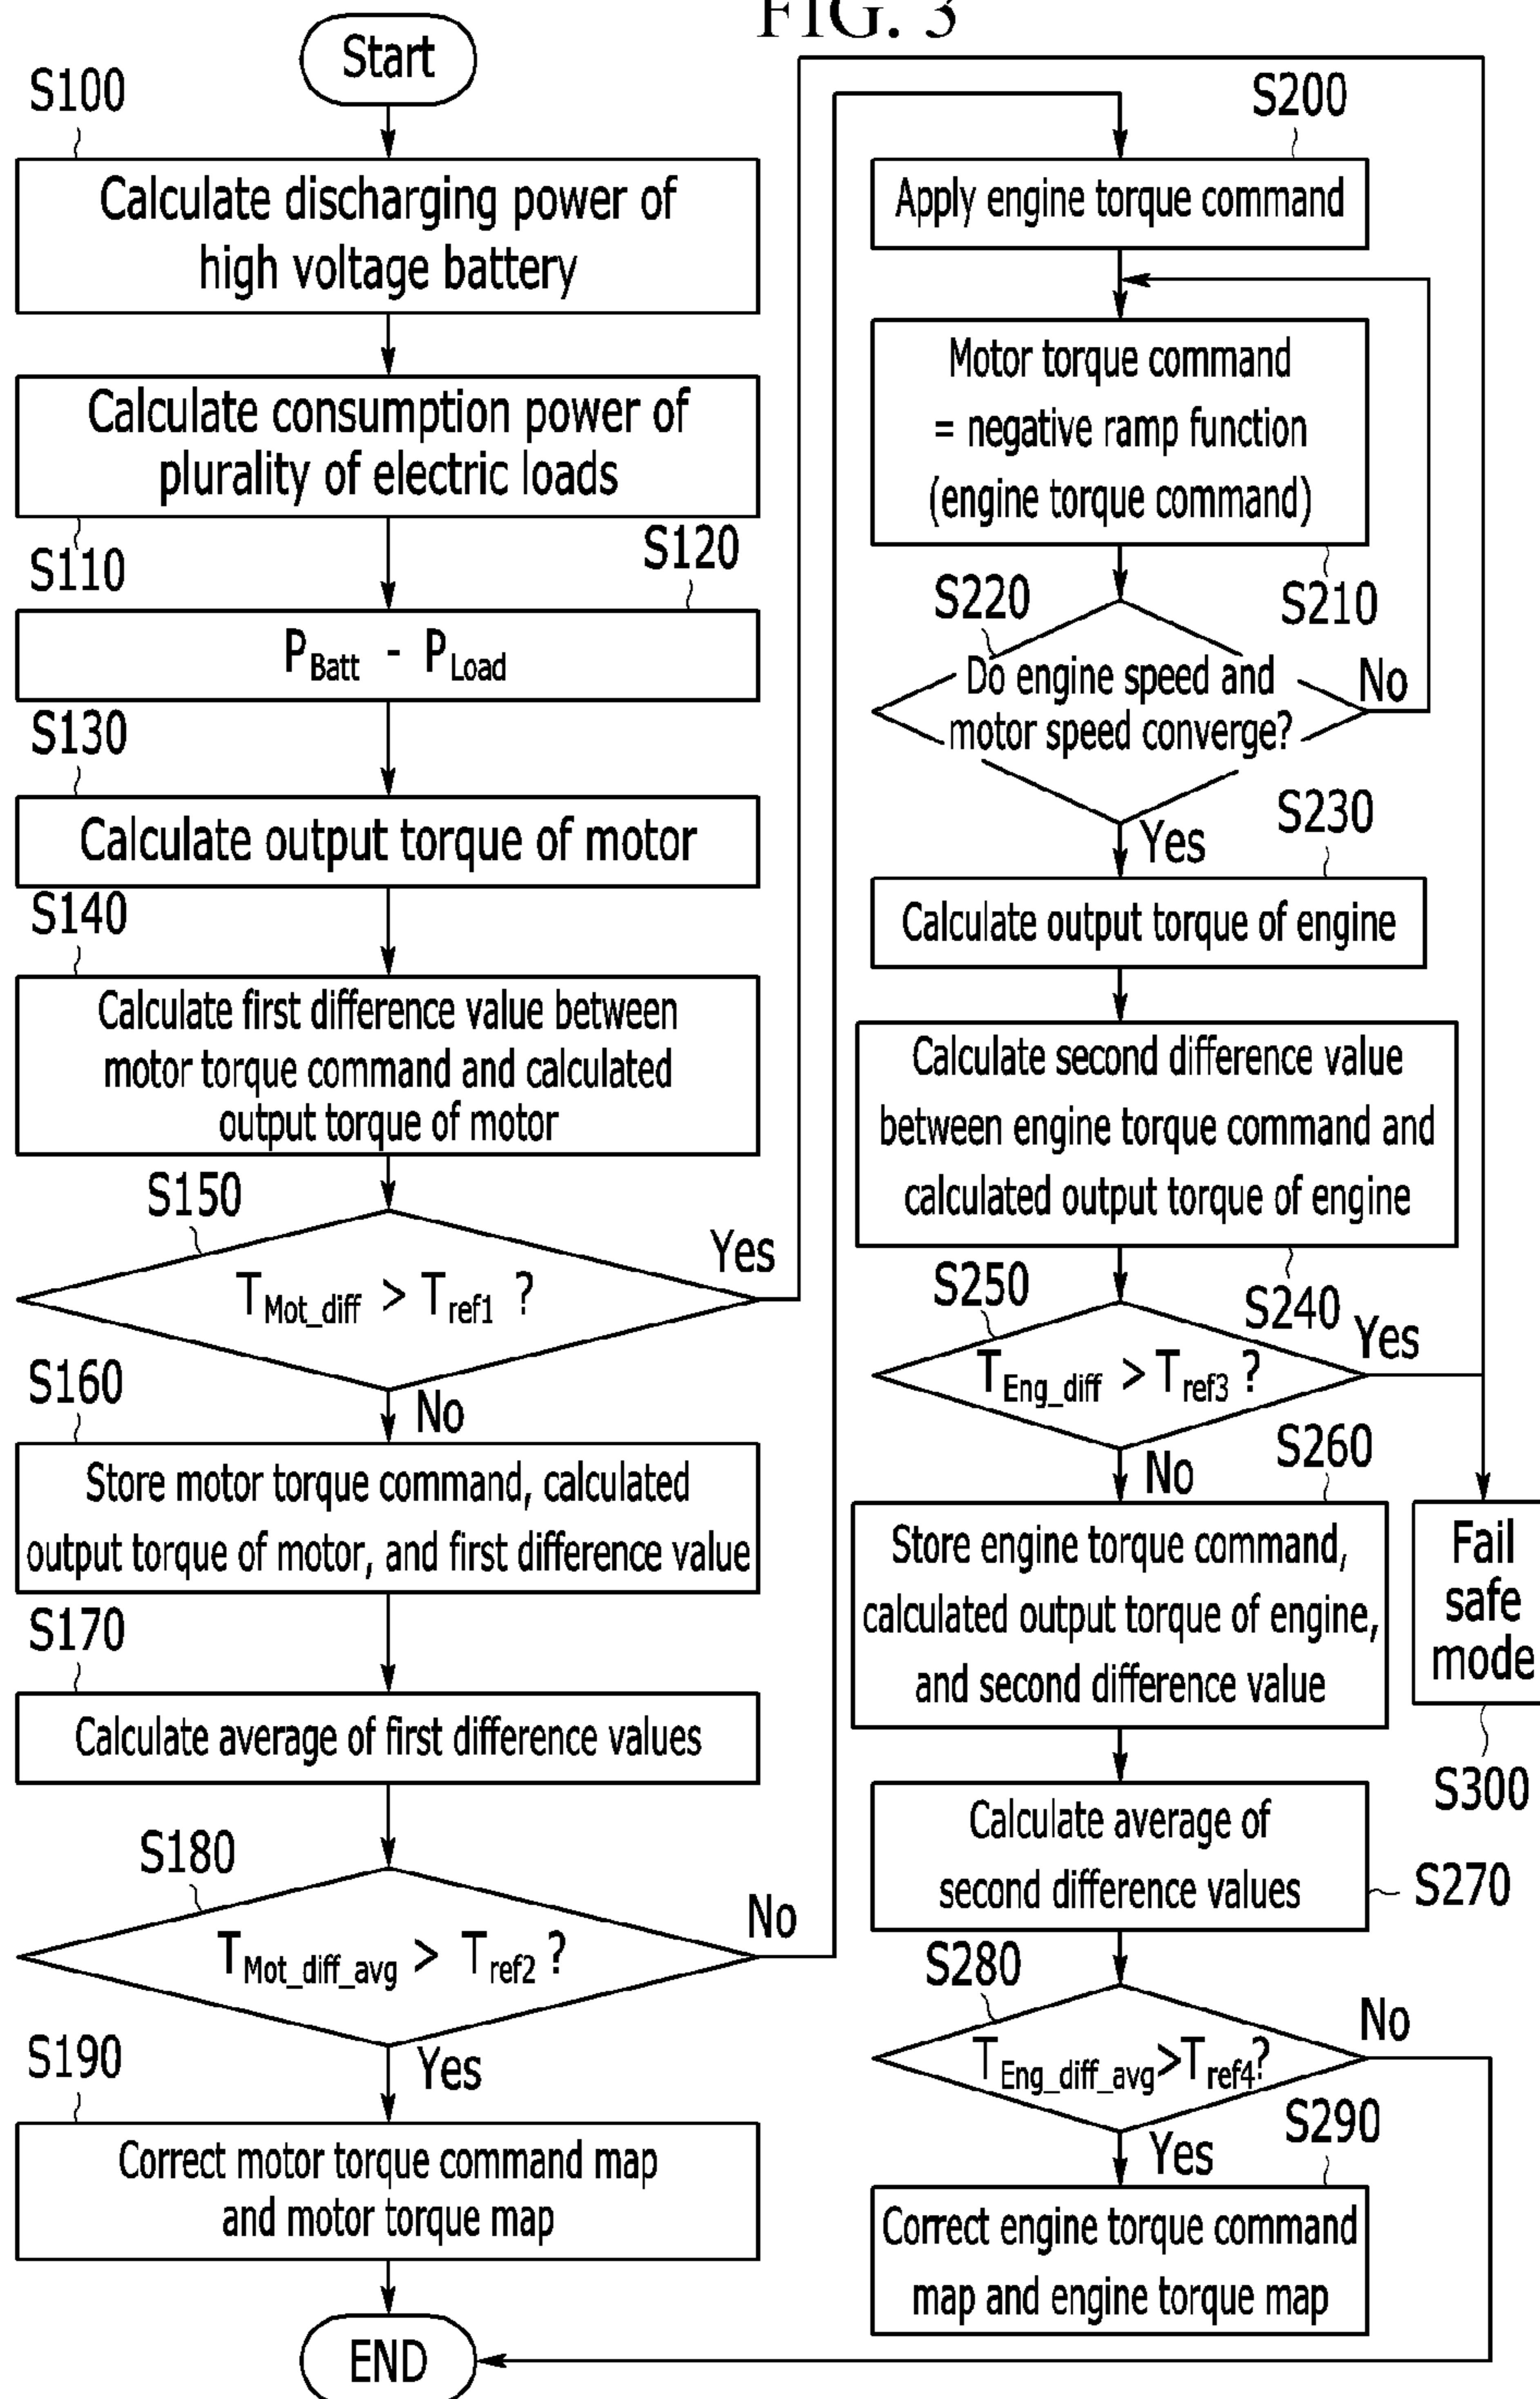 FIG. 3
Start
S100
Calculate discharging power of
high voltage battery
Calculate consumption power of
plurality of electric loads
S110
S120
PBatt - PLoad
S130
Calculate output torque of motor
S140
Calculate first difference value between
motor torque command and calculated
output torque of motor
S150
TMot_diff > Tref1 ?
Yes
No
S160
Store motor torque command, calculated
output torque of motor, and first difference value
S170
Calculate average of first difference values
S180
TMot_diff_avg > Tref2 ?
No
Yes
S190
Correct motor torque command map
and motor torque map
END
S200
Apply engine torque command
Motor torque command
= negative ramp function
(engine torque command)
S210
S220
Do engine speed and
motor speed converge?
No
Yes
S230
Calculate output torque of engine
Calculate second difference value
between engine torque command and
calculated output torque of engine
S240
S250
TEng_diff > Tref3 ?
Yes
No
S260
Store engine torque command,
calculated output torque of engine,
and second difference value
Fail
safe
mode
S300
Calculate average of
second difference values
S270
S280
TEng_diff_avg>Tref4?
No
Yes
S290
Correct engine torque command
map and engine torque map